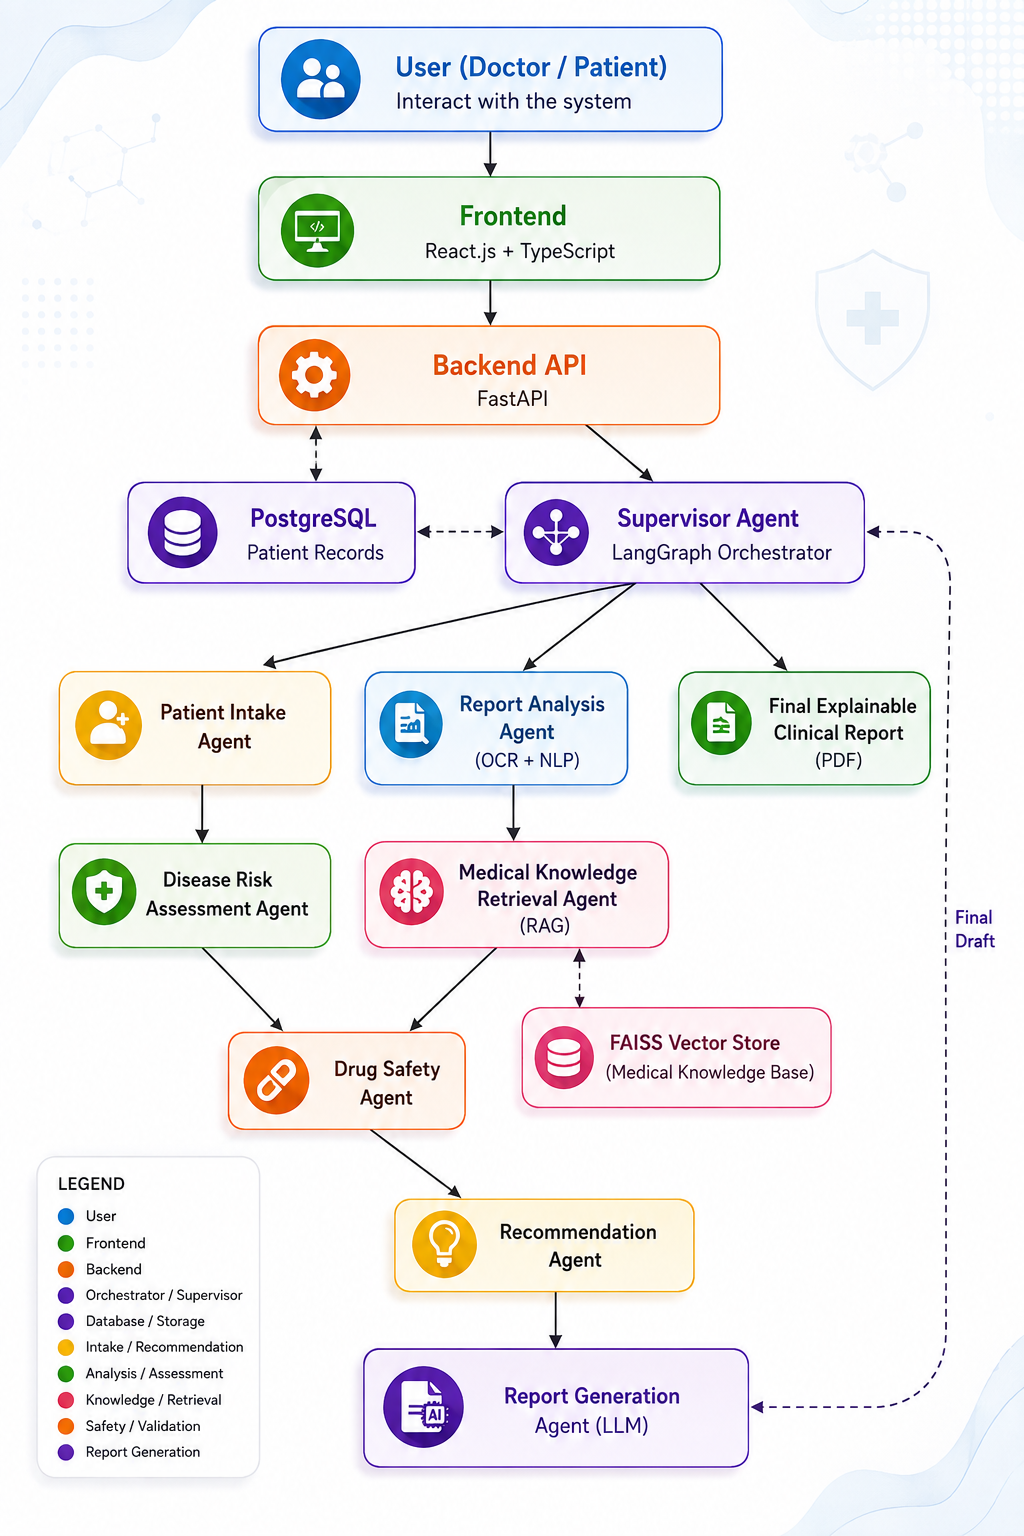 User (Doctor / Patient)
Interact with the system
</>
Frontend
React.js + TypeScript
Backend API
FastAPI
PostgreSQL
Patient Records
Supervisor Agent
LangGraph Orchestrator
Patient Intake
Agent
Report Analysis
Agent
(OCR + NLP)
Final Explainable
Clinical Report
(PDF)
Disease Risk
Assessment Agent
Medical Knowledge
Retrieval Agent
(RAG)
Final
Draft
FAISS Vector Store
(Medical Knowledge Base)
Drug Safety
Agent
Recommendation
Agent
AI
Report Generation
Agent (LLM)
LEGEND
User
Frontend
Backend
Orchestrator / Supervisor
Database / Storage
Intake / Recommendation
Analysis / Assessment
Knowledge / Retrieval
Safety / Validation
Report Generation